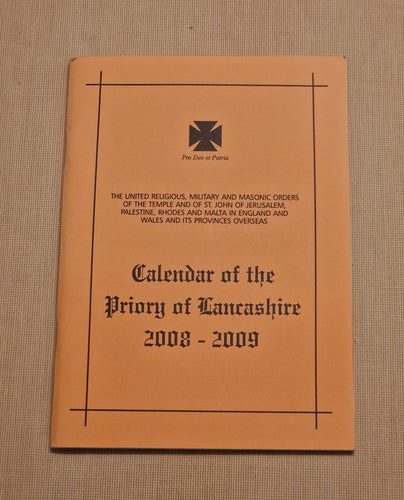 Pro Deo et Patria
THE UNITED RELIGIOUS, MILITARY AND MASONIC ORDERS
OF THE TEMPLE AND OF ST. JOHN OF JERUSALEM,
PALESTINE, RHODES AND MALTA IN ENGLAND AND
WALES AND ITS PROVINCES OVERSEAS
Calendar of the
Priory of Lancashire
2008 - 2009